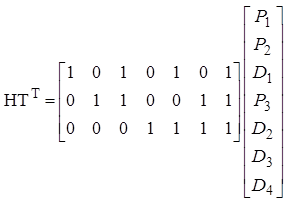 P₁
P₂
1 0 1 0 1 0 1 D₁
HTᵀ = 0 1 1 0 0 1 1 P₃
0 0 0 1 1 1 1 D₂
D₃
D₄